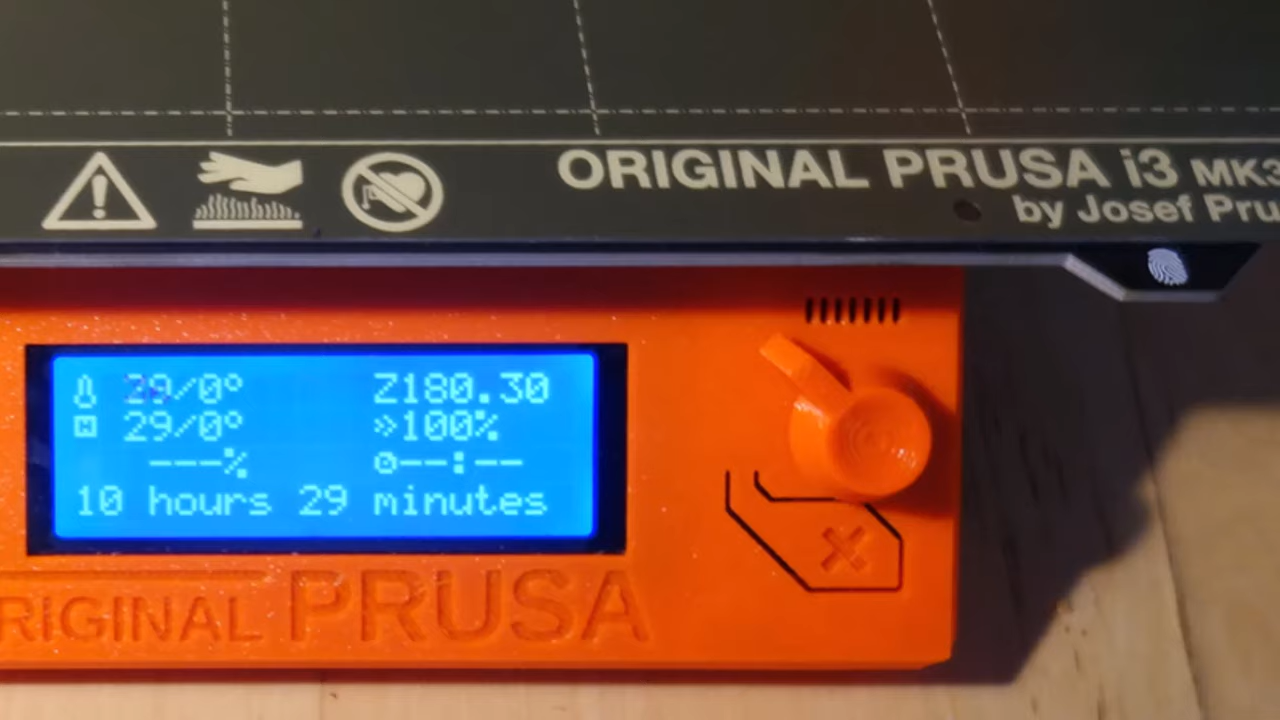 ORIGINAL PRUSA i3 MK3
by Josef Pru
29/0° Z180.30
29/0° 100%
---% --:--
10 hours 29 minutes
RIGINAL PRUSA